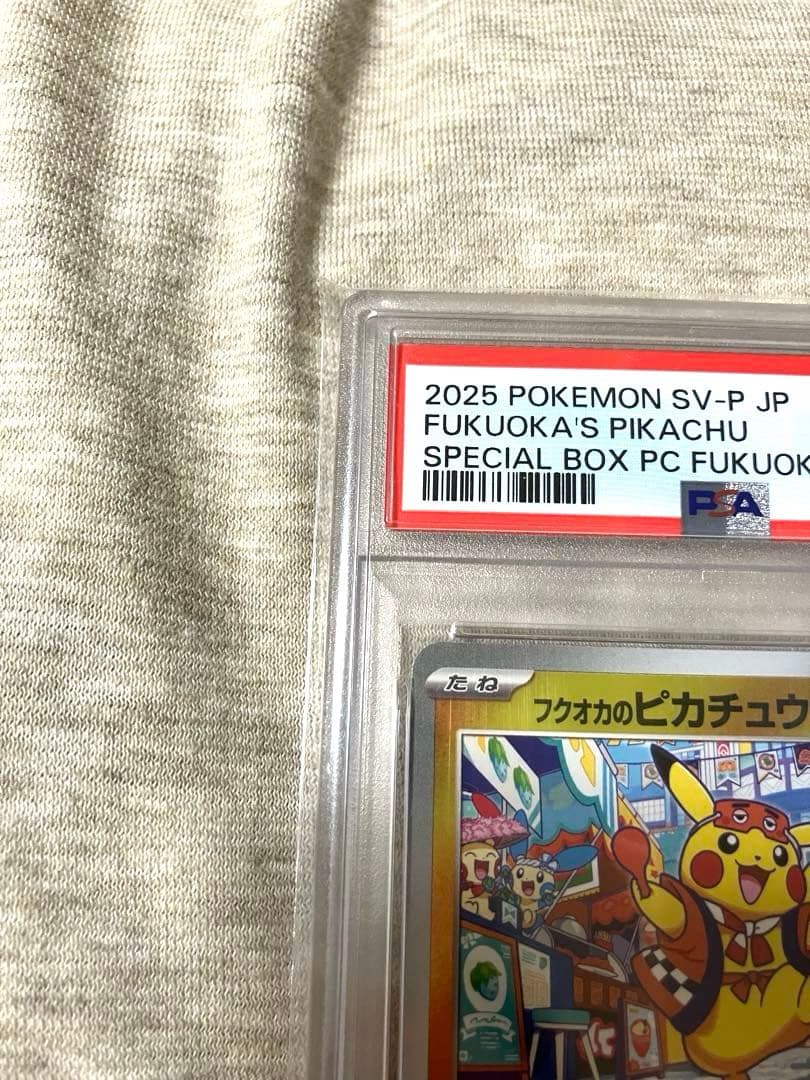 2025 POKEMON SV-P JP
FUKUOKA'S PIKACHU
SPECIAL BOX PC FUKUOK
PSA
たね
フクオカのピカチュウ